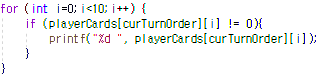 for (int i=0; i<10; i++) {
    if (playerCards[curTurnOrder][i] != 0){
        printf("%d ", playerCards[curTurnOrder][i]);
    }
}